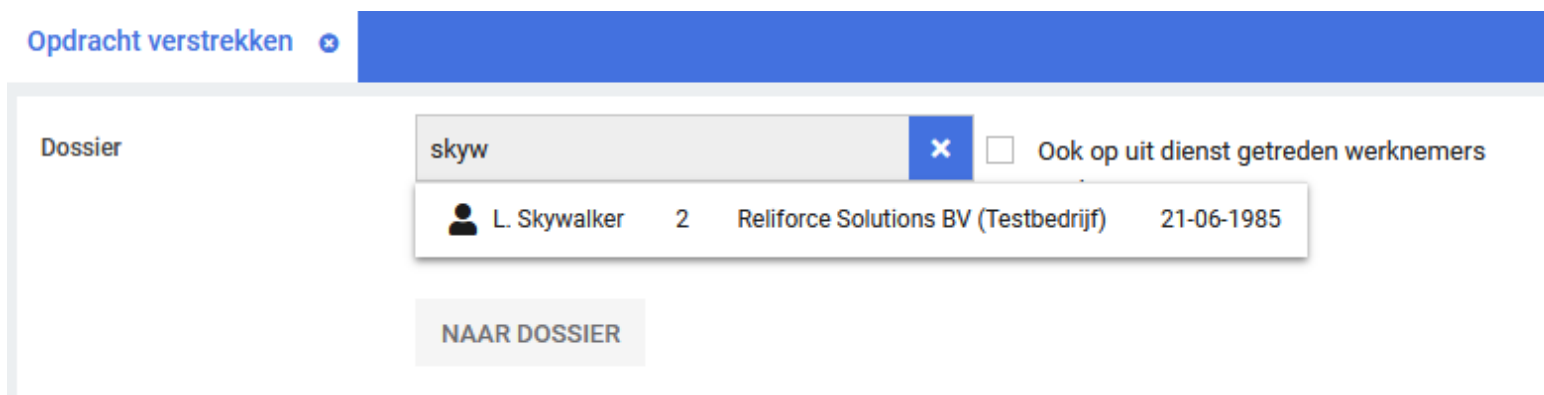 Opdracht verstrekken
Dossier
skyw
Ook op uit dienst getreden werknemers
L. Skywalker 2 Reliforce Solutions BV (Testbedrijf) 21-06-1985
NAAR DOSSIER